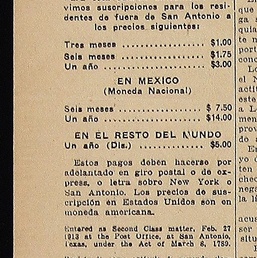 vimos suscripciones para los resi-
dentes de fuera de San Antonio a
los precios siguientes:
Tres meses .................. $1.00
Seis meses .................. $1.75
Un año .................. $3.00
EN MEXICO
(Moneda Nacional)
Seis meses .................. $ 7.50
Un año .................. $14.00
EN EL RESTO DEL MUNDO
Un año (Dls.) .................. $5.00
Estos pagos deben hacerse por
adelantado en giro postal o de ex-
press, o letra sobre New York o
San Antonio. Los precios de sus-
cripción en Estados Unidos son en
moneda americana.
Entered as Second Class matter, Feb. 27
1913 at the Post Office, at San Antonio,
Texas, under the Act of March 8, 1789.